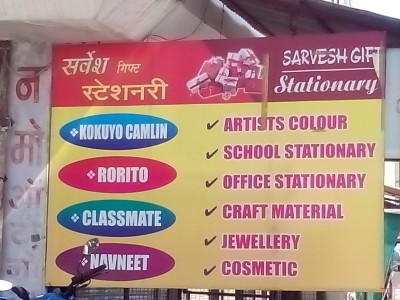 सर्वेश गिफ्ट
स्टेशनरी
SARVESH GIFT
Stationary
KOKUYO CAMLIN
RORITO
CLASSMATE
NAVNEET
ARTISTS COLOUR
SCHOOL STATIONARY
OFFICE STATIONARY
CRAFT MATERIAL
JEWELLERY
COSMETIC